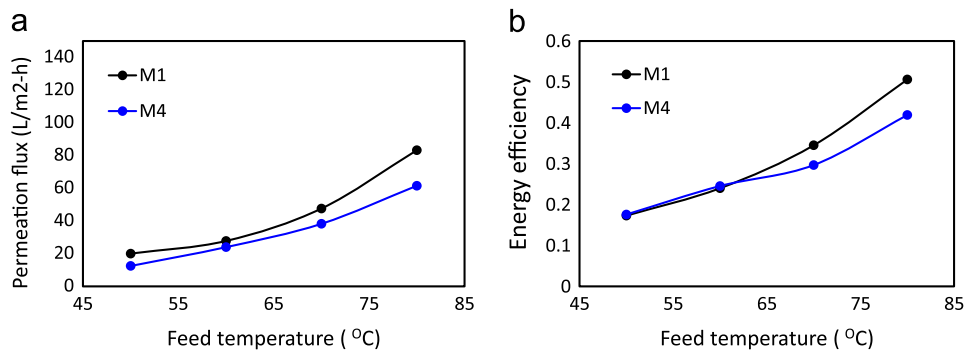 a
Permeation flux (L/m2-h)
140
120
100
80
60
40
20
0
M1
M4
45
55
65
75
85
Feed temperature ( ᴼC)
b
Energy efficiency
0.6
0.5
0.4
0.3
0.2
0.1
0
M1
M4
45
55
65
75
85
Feed temperature ( ᴼC)